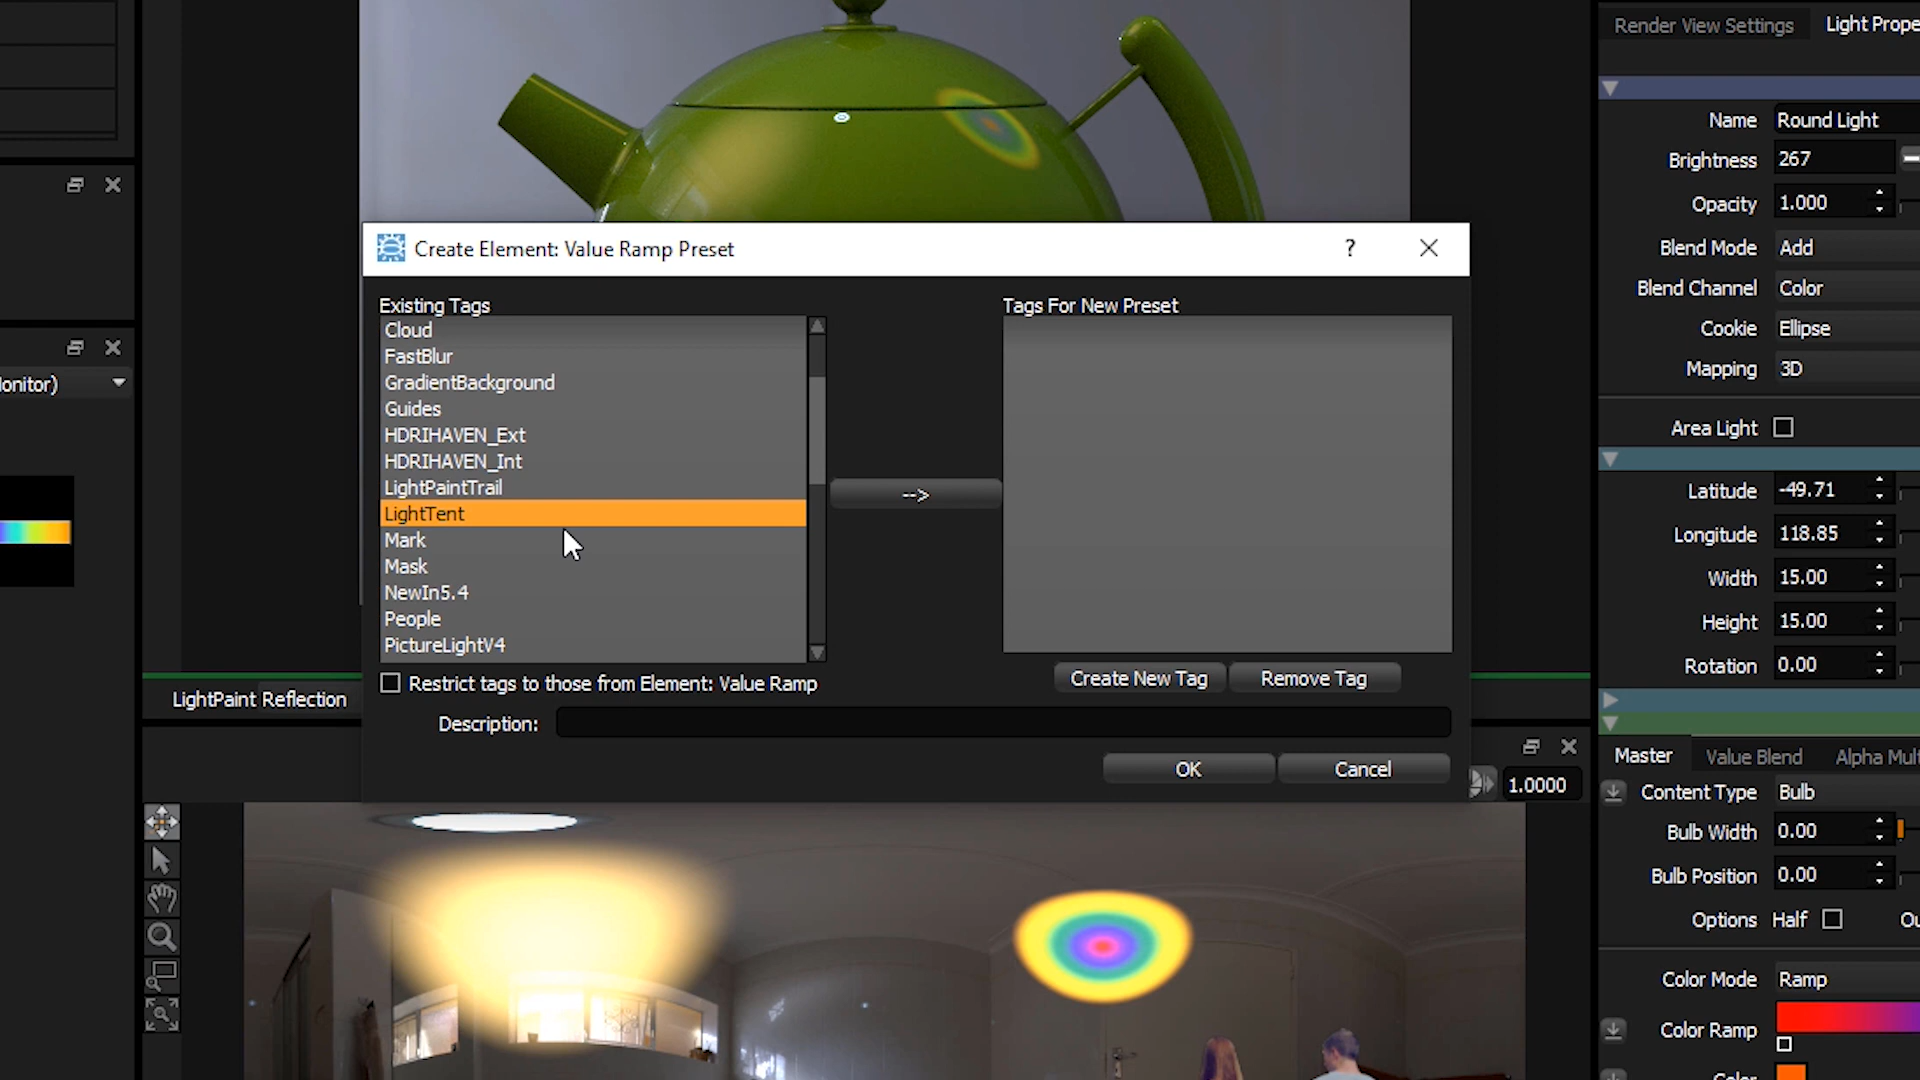 Render View Settings
Light Prope
Name
Round Light
Brightness
267
Opacity
1.000
Blend Mode
Add
Blend Channel
Color
Cookie
Ellipse
Mapping
3D
Area Light
Latitude
-49.71
Longitude
118.85
Width
15.00
Height
15.00
Rotation
0.00
Master
Value Blend
Alpha Mult
Content Type
Bulb
Bulb Width
0.00
Bulb Position
0.00
Options
Half
Ou
Color Mode
Ramp
Color Ramp
Color
Create Element: Value Ramp Preset
?
Existing Tags
Cloud
FastBlur
GradientBackground
Guides
HDRIHAVEN_Ext
HDRIHAVEN_Int
LightPaintTrail
LightTent
Mark
Mask
NewIn5.4
People
PictureLightV4
-->
Tags For New Preset
Create New Tag
Remove Tag
Restrict tags to those from Element: Value Ramp
Description:
OK
Cancel
onitor)
LightPaint Reflection
1.0000